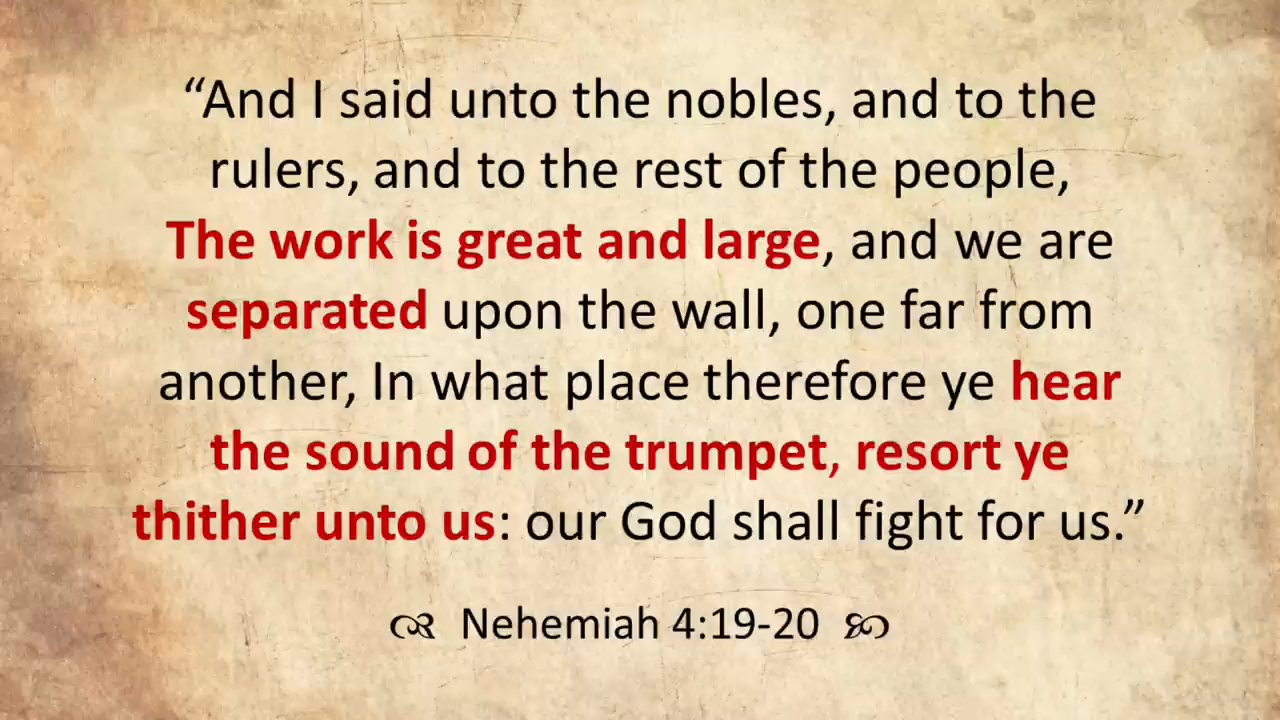 “And I said unto the nobles, and to the
rulers, and to the rest of the people,
The work is great and large, and we are
separated upon the wall, one far from
another, In what place therefore ye hear
the sound of the trumpet, resort ye
thither unto us: our God shall fight for us.”
Nehemiah 4:19-20